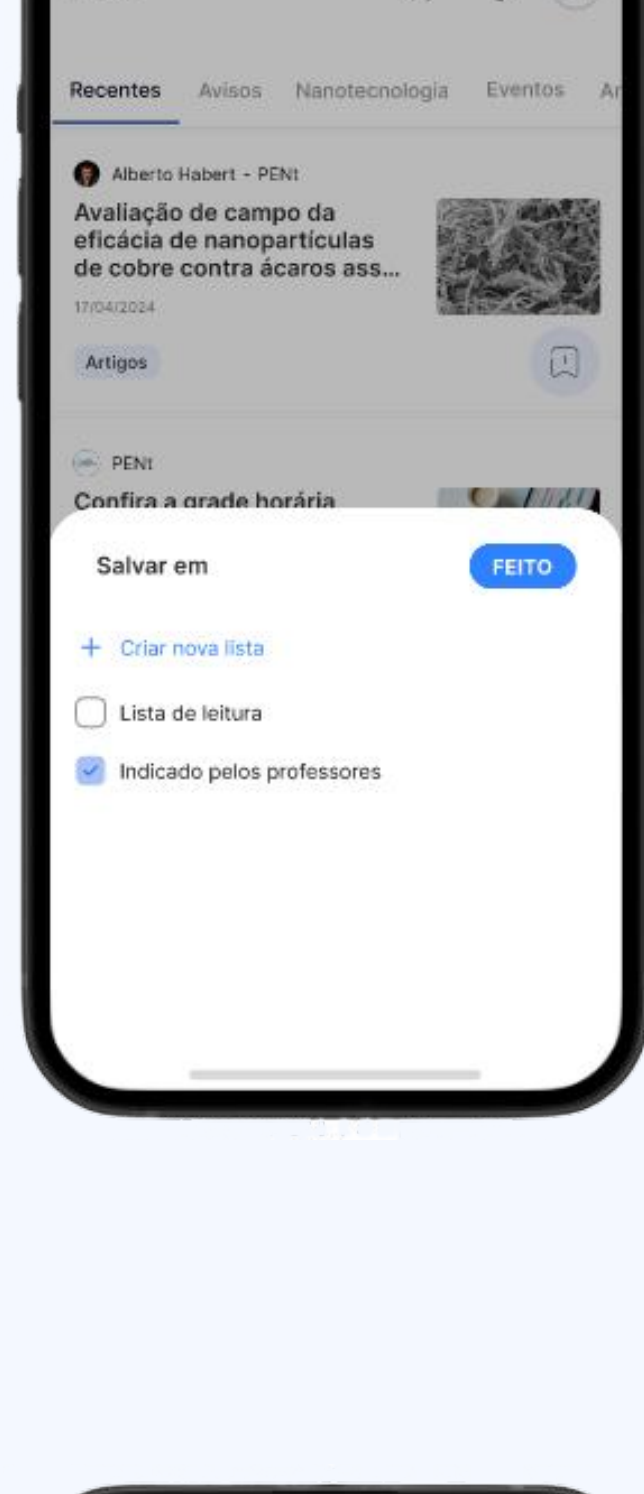 Recentes Avisos Nanotecnologia Eventos Ar
Alberto Habert - PENt
Avaliação de campo da
eficácia de nanopartículas
de cobre contra ácaros ass...
17/04/2024
Artigos
PENt
Confira a grade horária
Salvar em FEITO
+ Criar nova lista
Lista de leitura
Indicado pelos professores